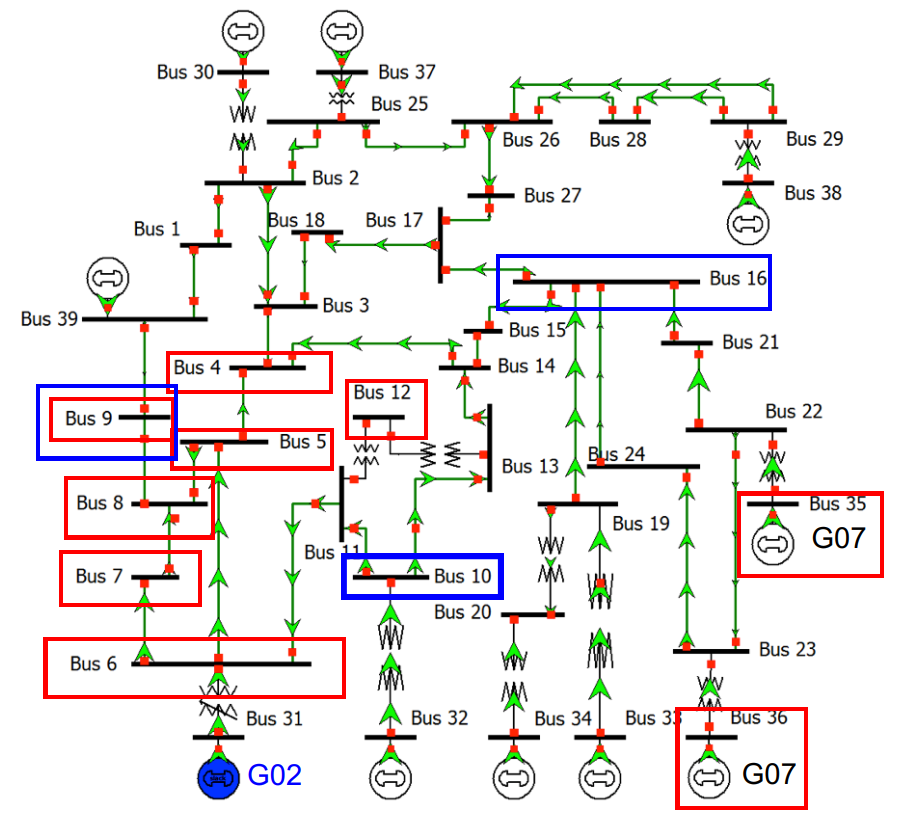 Bus 30
Bus 37
Bus 25
Bus 26
Bus 28
Bus 29
Bus 2
Bus 38
Bus 27
Bus 18
Bus 17
Bus 1
Bus 16
Bus 3
Bus 39
Bus 15
Bus 21
Bus 4
Bus 14
Bus 12
Bus 9
Bus 22
Bus 5
Bus 13
Bus 24
Bus 8
Bus 35
Bus 19
G07
Bus 11
Bus 7
Bus 10
Bus 20
Bus 6
Bus 23
Bus 31
Bus 32
Bus 34
Bus 33
Bus 36
G02
G07